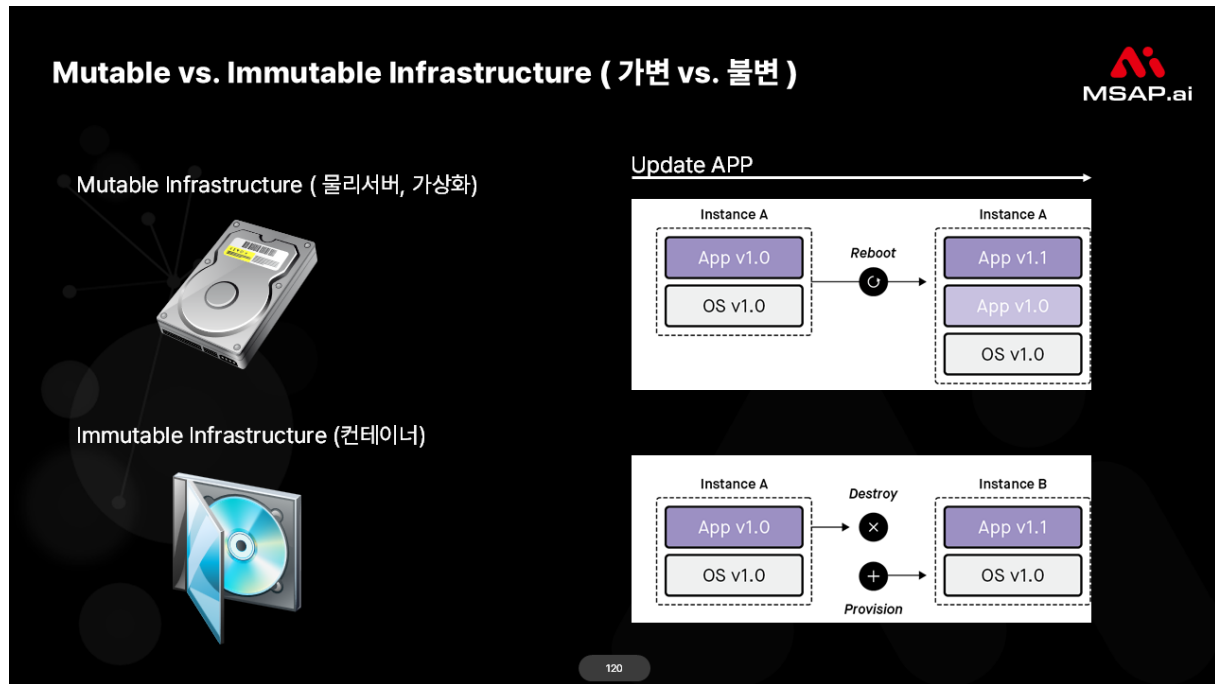 Mutable vs. Immutable Infrastructure ( 가변 vs. 불변 )
MSAP.ai
Mutable Infrastructure ( 물리서버, 가상화)
Update APP
Instance A
App v1.0
OS v1.0
Reboot
Instance A
App v1.1
App v1.0
OS v1.0
Immutable Infrastructure (컨테이너)
Instance A
App v1.0
OS v1.0
Destroy
Provision
Instance B
App v1.1
OS v1.0
120